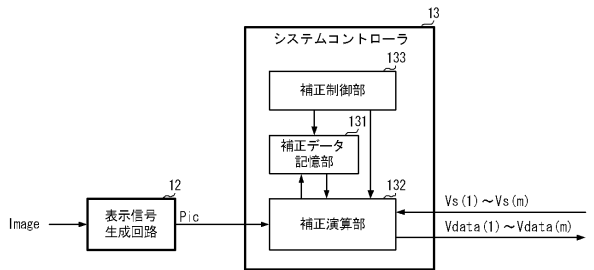 13
システムコントローラ
133
補正制御部
131
補正データ
記憶部
12
132
表示信号
生成回路
Image
Pic
補正演算部
Vs(1)～Vs(m)
Vdata(1)～Vdata(m)